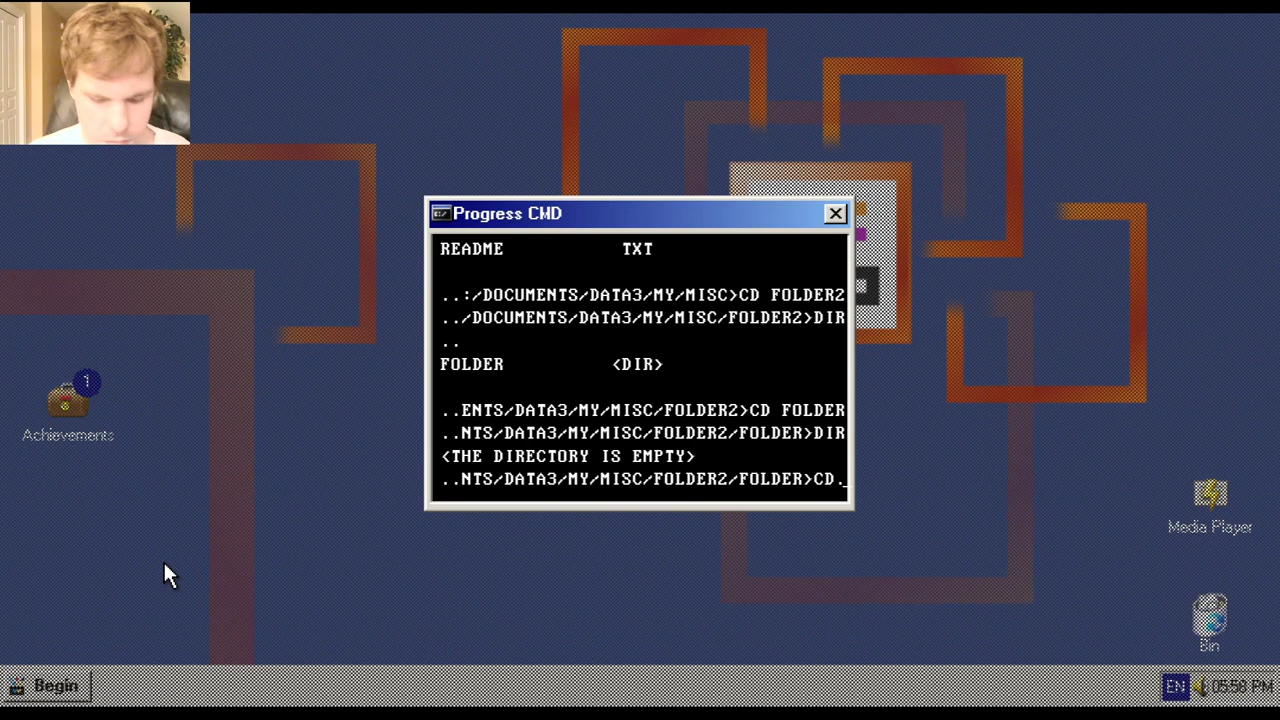 Progress CMD
README TXT
..:/DOCUMENTS/DATA3/MY/MISC>CD FOLDER2
../DOCUMENTS/DATA3/MY/MISC/FOLDER2>DIR
..
FOLDER <DIR>
..ENTS/DATA3/MY/MISC/FOLDER2>CD FOLDER
..NTS/DATA3/MY/MISC/FOLDER2/FOLDER>DIR
<THE DIRECTORY IS EMPTY>
..NTS/DATA3/MY/MISC/FOLDER2/FOLDER>CD._
1
Achievements
Media Player
Bin
Begin
EN 05:58 PM